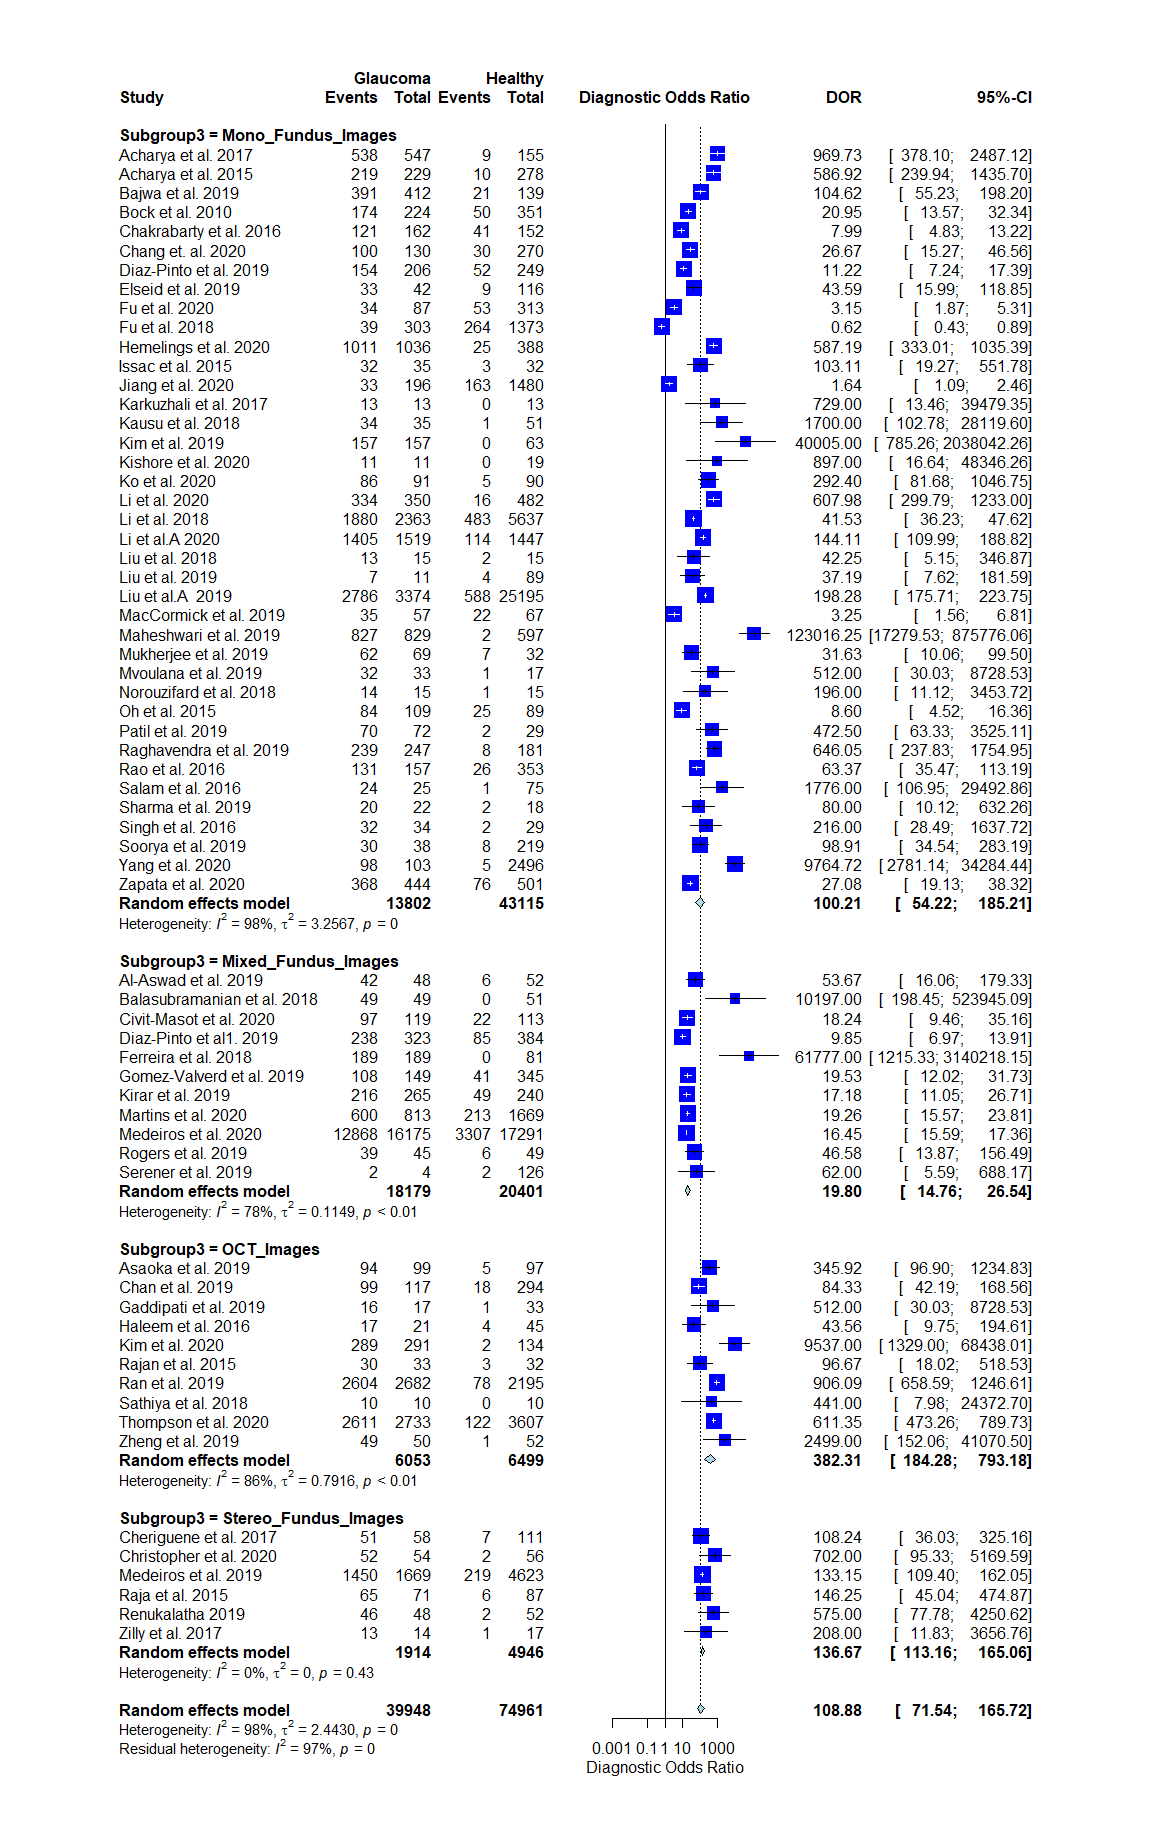 Glaucoma Healthy
Study Events Total Events Total Diagnostic Odds Ratio DOR 95%-CI
Subgroup3 = Mono_Fundus_Images
Acharya et al. 2017 538 547 9 155 969.73 [ 378.10; 2487.12]
Acharya et al. 2015 219 229 10 278 586.92 [ 239.94; 1435.70]
Bajwa et al. 2019 391 412 21 139 104.62 [ 55.23; 198.20]
Bock et al. 2010 174 224 50 351 20.95 [ 13.57; 32.34]
Chakrabarty et al. 2016 121 162 41 152 7.99 [ 4.83; 13.22]
Chang et. al. 2020 100 130 30 270 26.67 [ 15.27; 46.56]
Diaz-Pinto et al. 2019 154 206 52 249 11.22 [ 7.24; 17.39]
Elseid et al. 2019 33 42 9 116 43.59 [ 15.99; 118.85]
Fu et al. 2020 34 87 53 313 3.15 [ 1.87; 5.31]
Fu et al. 2018 39 303 264 1373 0.62 [ 0.43; 0.89]
Hemelings et al. 2020 1011 1036 25 388 587.19 [ 333.01; 1035.39]
Issac et al. 2015 32 35 3 32 103.11 [ 19.27; 551.78]
Jiang et al. 2020 33 196 163 1480 1.64 [ 1.09; 2.46]
Karkuzhali et al. 2017 13 13 0 13 729.00 [ 13.46; 39479.35]
Kausu et al. 2018 34 35 1 51 1700.00 [ 102.78; 28119.60]
Kim et al. 2019 157 157 0 63 40005.00 [ 785.26; 2038042.26]
Kishore et al. 2020 11 11 0 19 897.00 [ 16.64; 48346.26]
Ko et al. 2020 86 91 5 90 292.40 [ 81.68; 1046.75]
Li et al. 2020 334 350 16 482 607.98 [ 299.79; 1233.00]
Li et al. 2018 1880 2363 483 5637 41.53 [ 36.23; 47.62]
Li et al.A 2020 1405 1519 114 1447 144.11 [ 109.99; 188.82]
Liu et al. 2018 13 15 2 15 42.25 [ 5.15; 346.87]
Liu et al. 2019 7 11 4 89 37.19 [ 7.62; 181.59]
Liu et al.A 2019 2786 3374 588 25195 198.28 [ 175.71; 223.75]
MacCormick et al. 2019 35 57 22 67 3.25 [ 1.56; 6.81]
Maheshwari et al. 2019 827 829 2 597 123016.25 [17279.53; 875776.06]
Mukherjee et al. 2019 62 69 7 32 31.63 [ 10.06; 99.50]
Mvoulana et al. 2019 32 33 1 17 512.00 [ 30.03; 8728.53]
Norouzifard et al. 2018 14 15 1 15 196.00 [ 11.12; 3453.72]
Oh et al. 2015 84 109 25 89 8.60 [ 4.52; 16.36]
Patil et al. 2019 70 72 2 29 472.50 [ 63.33; 3525.11]
Raghavendra et al. 2019 239 247 8 181 646.05 [ 237.83; 1754.95]
Rao et al. 2016 131 157 26 353 63.37 [ 35.47; 113.19]
Salam et al. 2016 24 25 1 75 1776.00 [ 106.95; 29492.86]
Sharma et al. 2019 20 22 2 18 80.00 [ 10.12; 632.26]
Singh et al. 2016 32 34 2 29 216.00 [ 28.49; 1637.72]
Soorya et al. 2019 30 38 8 219 98.91 [ 34.54; 283.19]
Yang et al. 2020 98 103 5 2496 9764.72 [ 2781.14; 34284.44]
Zapata et al. 2020 368 444 76 501 27.08 [ 19.13; 38.32]
Random effects model 13802 43115 100.21 [ 54.22; 185.21]
Heterogeneity: I² = 98%, τ² = 3.2567, p = 0
Subgroup3 = Mixed_Fundus_Images
Al-Aswad et al. 2019 42 48 6 52 53.67 [ 16.06; 179.33]
Balasubramanian et al. 2018 49 49 0 51 10197.00 [ 198.45; 523945.09]
Civit-Masot et al. 2020 97 119 22 113 18.24 [ 9.46; 35.16]
Diaz-Pinto et al1. 2019 238 323 85 384 9.85 [ 6.97; 13.91]
Ferreira et al. 2018 189 189 0 81 61777.00 [ 1215.33; 3140218.15]
Gomez-Valverd et al. 2019 108 149 41 345 19.53 [ 12.02; 31.73]
Kirar et al. 2019 216 265 49 240 17.18 [ 11.05; 26.71]
Martins et al. 2020 600 813 213 1669 19.26 [ 15.57; 23.81]
Medeiros et al. 2020 12868 16175 3307 17291 16.45 [ 15.59; 17.36]
Rogers et al. 2019 39 45 6 49 46.58 [ 13.87; 156.49]
Serener et al. 2019 2 4 2 126 62.00 [ 5.59; 688.17]
Random effects model 18179 20401 19.80 [ 14.76; 26.54]
Heterogeneity: I² = 78%, τ² = 0.1149, p < 0.01
Subgroup3 = OCT_Images
Asaoka et al. 2019 94 99 5 97 345.92 [ 96.90; 1234.83]
Chan et al. 2019 99 117 18 294 84.33 [ 42.19; 168.56]
Gaddipati et al. 2019 16 17 1 33 512.00 [ 30.03; 8728.53]
Haleem et al. 2016 17 21 4 45 43.56 [ 9.75; 194.61]
Kim et al. 2020 289 291 2 134 9537.00 [ 1329.00; 68438.01]
Rajan et al. 2015 30 33 3 32 96.67 [ 18.02; 518.53]
Ran et al. 2019 2604 2682 78 2195 906.09 [ 658.59; 1246.61]
Sathiya et al. 2018 10 10 0 10 441.00 [ 7.98; 24372.70]
Thompson et al. 2020 2611 2733 122 3607 611.35 [ 473.26; 789.73]
Zheng et al. 2019 49 50 1 52 2499.00 [ 152.06; 41070.50]
Random effects model 6053 6499 382.31 [ 184.28; 793.18]
Heterogeneity: I² = 86%, τ² = 0.7916, p < 0.01
Subgroup3 = Stereo_Fundus_Images
Cheriguene et al. 2017 51 58 7 111 108.24 [ 36.03; 325.16]
Christopher et al. 2020 52 54 2 56 702.00 [ 95.33; 5169.59]
Medeiros et al. 2019 1450 1669 219 4623 133.15 [ 109.40; 162.05]
Raja et al. 2015 65 71 6 87 146.25 [ 45.04; 474.87]
Renukalatha 2019 46 48 2 52 575.00 [ 77.78; 4250.62]
Zilly et al. 2017 13 14 1 17 208.00 [ 11.83; 3656.76]
Random effects model 1914 4946 136.67 [ 113.16; 165.06]
Heterogeneity: I² = 0%, τ² = 0, p = 0.43
Random effects model 39948 74961 108.88 [ 71.54; 165.72]
Heterogeneity: I² = 98%, τ² = 2.4430, p = 0
Residual heterogeneity: I² = 97%, p = 0
0.001 0.1 1 10 1000
Diagnostic Odds Ratio